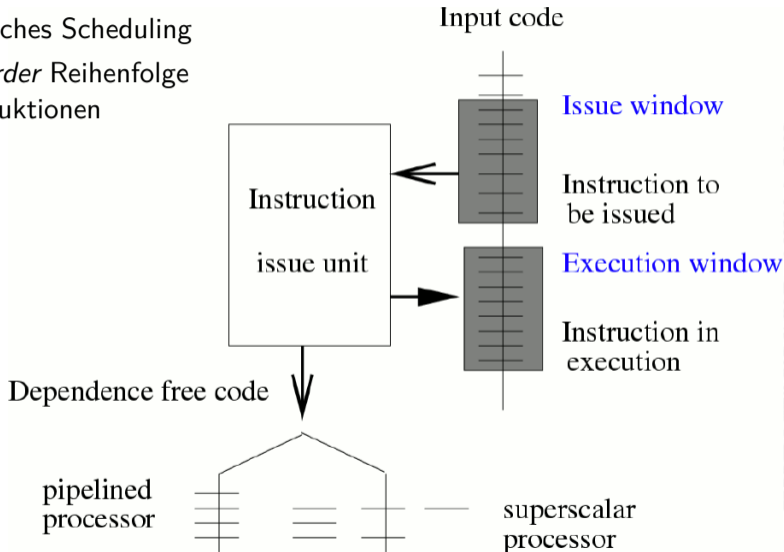 ches Scheduling
rder Reihenfolge
uktionen
Input code
Issue window
Instruction to
be issued
Instruction
issue unit
Execution window
Instruction in
execution
Dependence free code
pipelined
processor
superscalar
processor